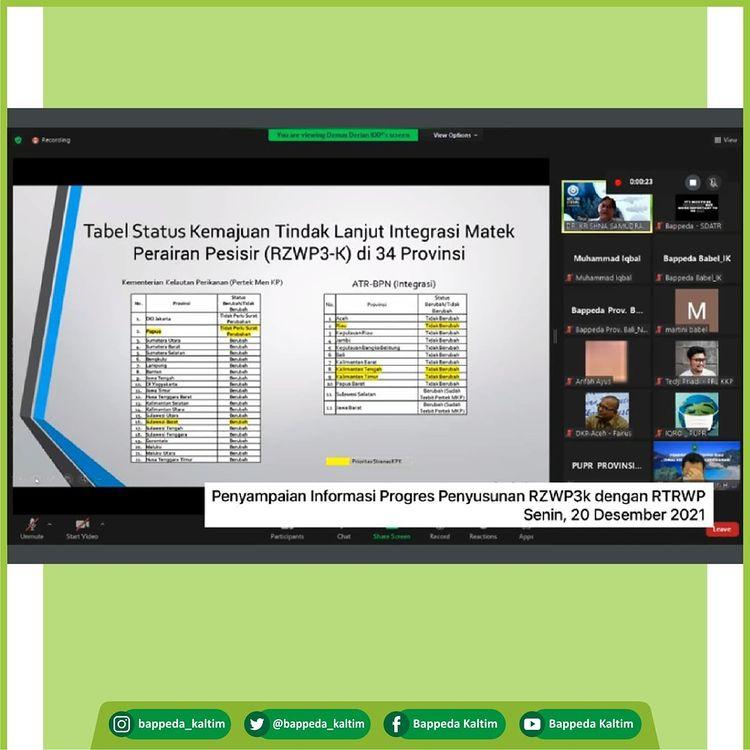 Recording
You are viewing Demas Derian KKP's screen
View Options
View
0:00:23
Tabel Status Kemajuan Tindak Lanjut Integrasi Matek
Perairan Pesisir (RZWP3-K) di 34 Provinsi
Kementerian Kelautan Perikanan (Pertek Men KP)
No. Provinsi Status Berubah/Tidak Berubah
1. DKI Jakarta Tidak Perlu Surat Perubahan
2. Papua Tidak Perlu Surat Perubahan
3. Sumatera Utara Berubah
4. Sumatera Barat Berubah
5. Sumatera Selatan Berubah
6. Bengkulu Berubah
7. Lampung Berubah
8. Banten Berubah
9. Jawa Tengah Berubah
10. DI Yogyakarta Berubah
11. Jawa Timur Berubah
12. Nusa Tenggara Barat Berubah
13. Kalimantan Selatan Berubah
14. Kalimantan Utara Berubah
15. Sulawesi Utara Berubah
16. Sulawesi Barat Berubah
17. Sulawesi Tengah Berubah
18. Sulawesi Tenggara Berubah
19. Gorontalo Berubah
20. Maluku Berubah
21. Maluku Utara Berubah
22. Nusa Tenggara Timur Berubah
ATR-BPN (Integrasi)
No. Provinsi Status Berubah/Tidak Berubah
1 Aceh Tidak Berubah
2 Riau Tidak Berubah
3 Kepulauan Riau Tidak Berubah
4 Jambi Tidak Berubah
5 Kepulauan Bangka Belitung Tidak Berubah
6 Bali Tidak Berubah
7 Kalimantan Barat Tidak Berubah
8 Kalimantan Tengah Tidak Berubah
9 Kalimantan Timur Tidak Berubah
10 Papua Barat Tidak Berubah
11. Sulawesi Selatan Berubah (Sudah Terbit Pertek MKP)
12 Jawa Barat Berubah (Sudah Terbit Pertek MKP)
Prioritas Stranas KPK
DR. KRISHNA SAMUDRA...
Bappeda - SDATR
Muhammad Iqbal
Muhammad Iqbal
Bappeda Babel_IK
Bappeda Babel_IK
Bappeda Prov. B...
Bappeda Prov. Bali_N...
M
martini babel
Arifah Ayus
Tedy Priadi - PRL KKP
DKP-Aceh - Fairus
IQRO - PUPR
PUPR PROVINSI...
Penyampaian Informasi Progres Penyusunan RZWP3k dengan RTRWP
Senin, 20 Desember 2021
Unmute
Start Video
Participants
Chat
Share Screen
Record
Reactions
Apps
Leave
bappeda_kaltim
@bappeda_kaltim
Bappeda Kaltim
Bappeda Kaltim